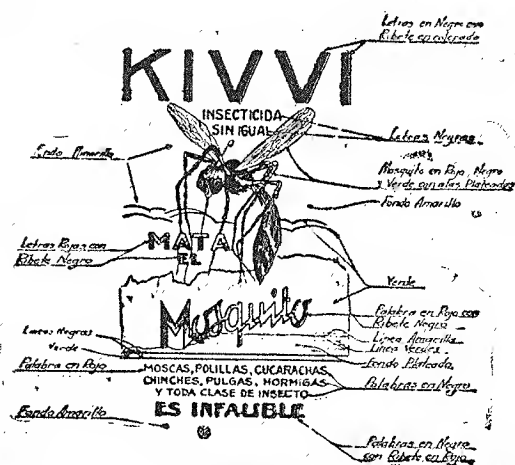 Letras en Negro con
Ribete encolorado
KIVVI
INSECTICIDA
SIN IGUAL
Letras Negras
Fondo Amarillo
Mosquito en Rojo, Negro
y Verde con alas Plateadas
Fondo Amarillo
Letras Rojas con
Ribete Negro
MATA
EL
Verde
Mosquito
Palabra en Rojo con
Ribete Negro
Linea Amarilla
Linea Verde
Letras Negras
Verde
Fondo Plateado
Palabra en Rojo
MOSCAS, POLILLAS, CUCARACHAS
CHINCHES, PULGAS, HORMIGAS
Y TODA CLASE DE INSECTO
Palabras en Negro
Fondo Amarillo
ES INFALIBLE
Palabras en Negro
con Ribete en Rojo